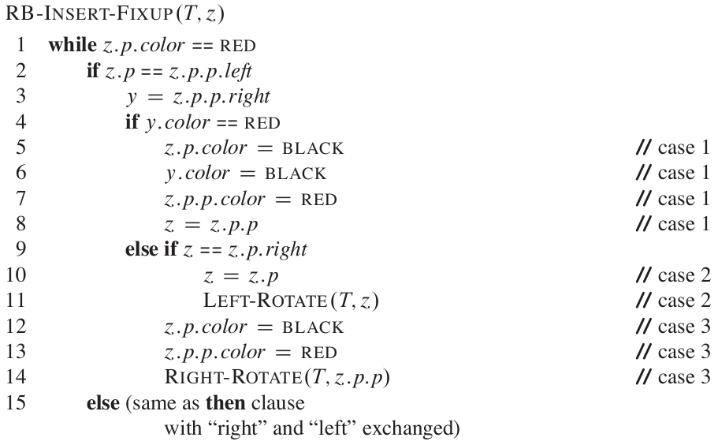 RB-INSERT-FIXUP(T, z)
1 while z.p.color == RED
2 if z.p == z.p.p.left
3 y = z.p.p.right
4 if y.color == RED
5 z.p.color = BLACK // case 1
6 y.color = BLACK // case 1
7 z.p.p.color = RED // case 1
8 z = z.p.p // case 1
9 else if z == z.p.right
10 z = z.p // case 2
11 LEFT-ROTATE(T, z) // case 2
12 z.p.color = BLACK // case 3
13 z.p.p.color = RED // case 3
14 RIGHT-ROTATE(T, z.p.p) // case 3
15 else (same as then clause
with “right” and “left” exchanged)